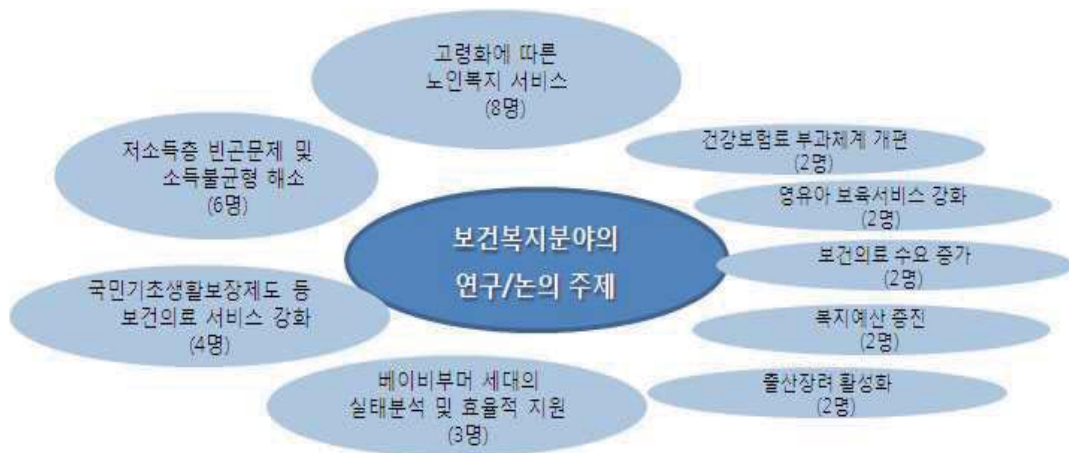 고령화에 따른
노인복지 서비스
(8명)
저소득층 빈곤문제 및
소득불균형 해소
(6명)
국민기초생활보장제도 등
보건의료 서비스 강화
(4명)
베이비부머 세대의
실태분석 및 효율적 지원
(3명)
보건복지분야의
연구/논의 주제
건강보험료 부과체계 개편
(2명)
영유아 보육서비스 강화
(2명)
보건의료 수요 증가
(2명)
복지예산 증진
(2명)
출산장려 활성화
(2명)